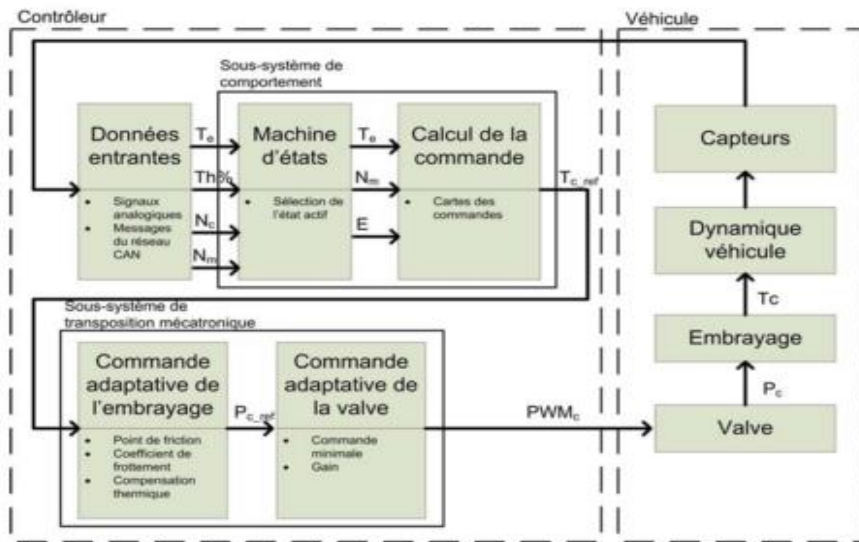 Contrôleur
Véhicule
Sous-système de
comportement
Données
entrantes
• Signaux
analogiques
• Messages
du réseau
CAN
Te
Th%
Nc
Nm
Machine
d'états
• Sélection de
l'état actif
Te
Nm
E
Calcul de la
commande
• Cartes des
commandes
Tc_ref
Sous-système de
transposition mécatronique
Commande
adaptative de
l'embrayage
• Point de friction
• Coefficient de
frottement
• Compensation
thermique
Pc_ref
Commande
adaptative de
la valve
• Commande
minimale
• Gain
PWMc
Capteurs
Dynamique
véhicule
Tc
Embrayage
Pc
Valve